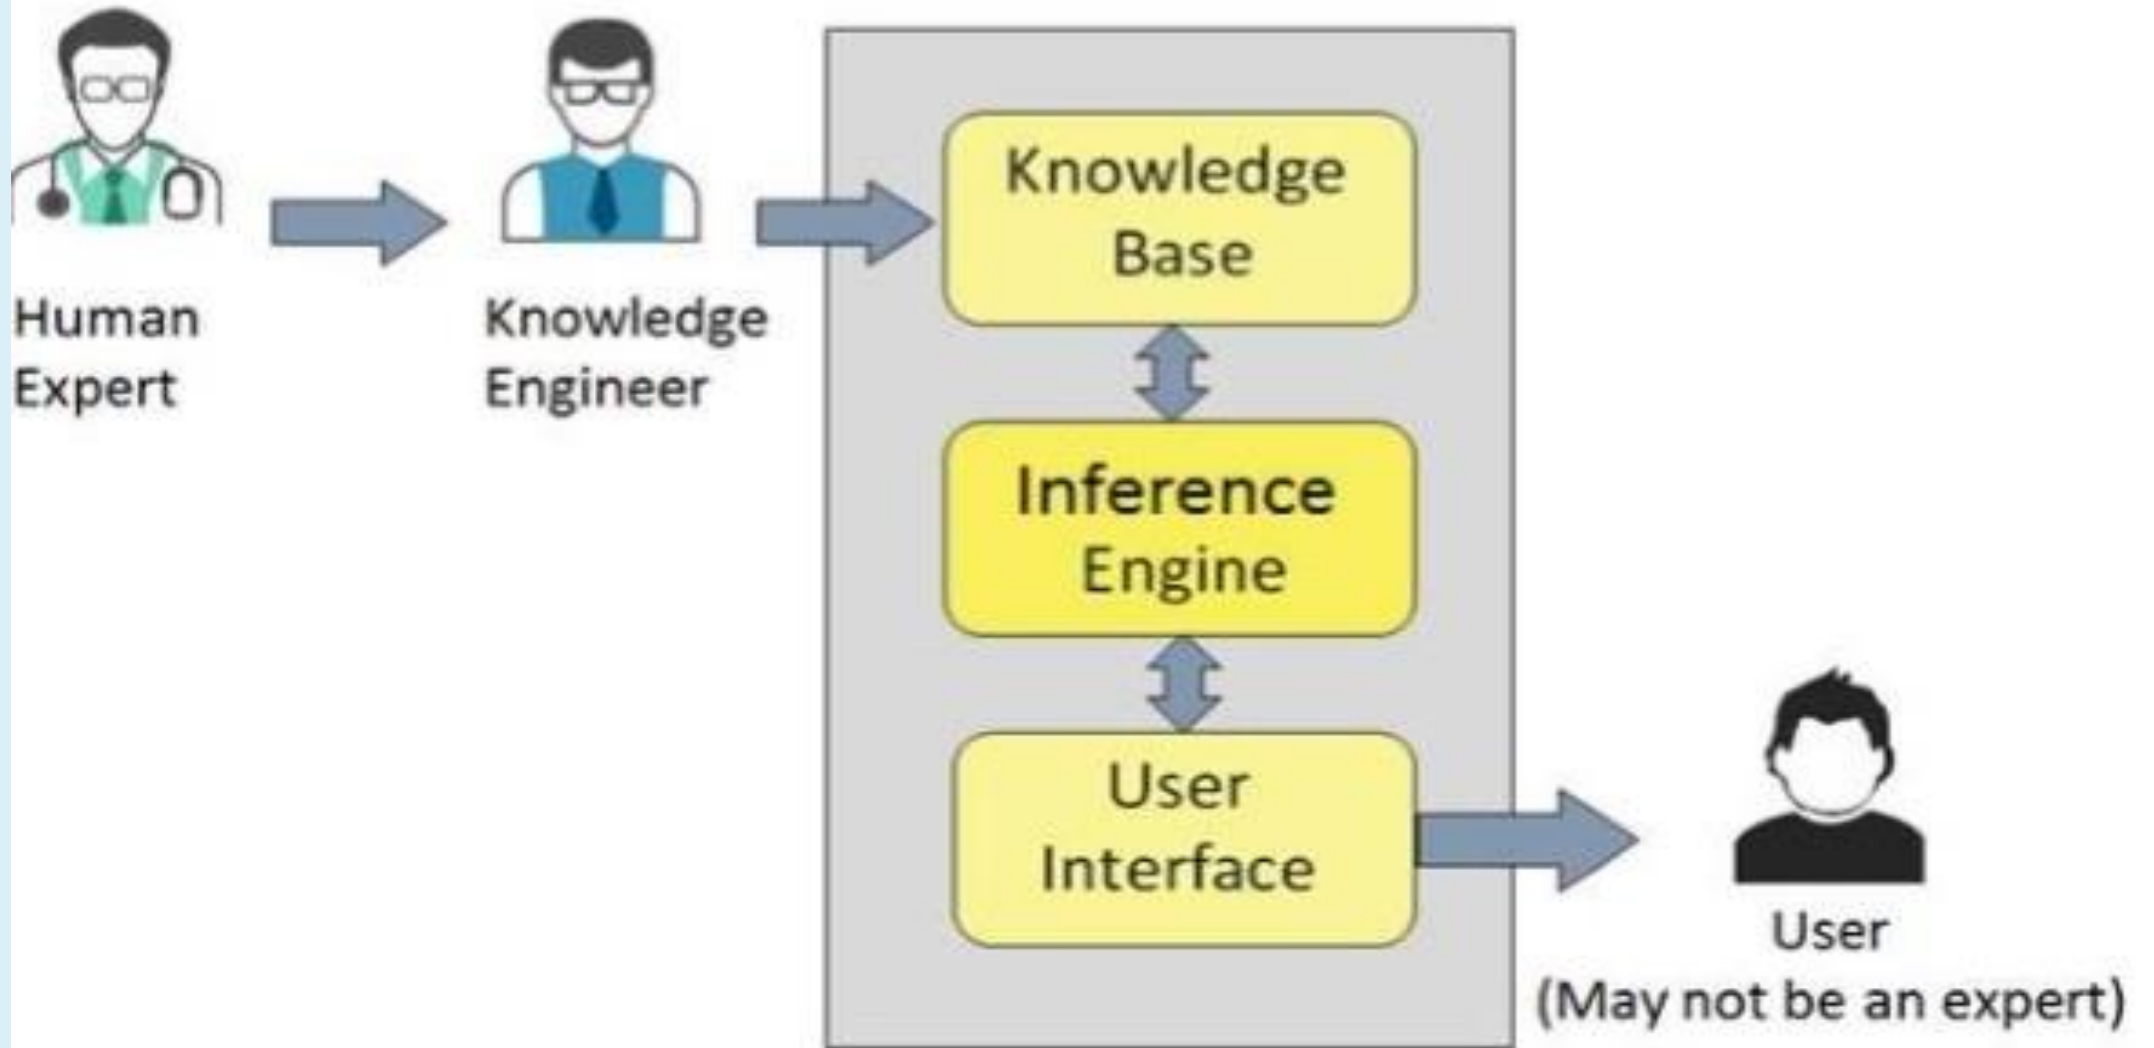 Human
Expert
Knowledge
Engineer
Knowledge
Base
Inference
Engine
User
Interface
User
(May not be an expert)